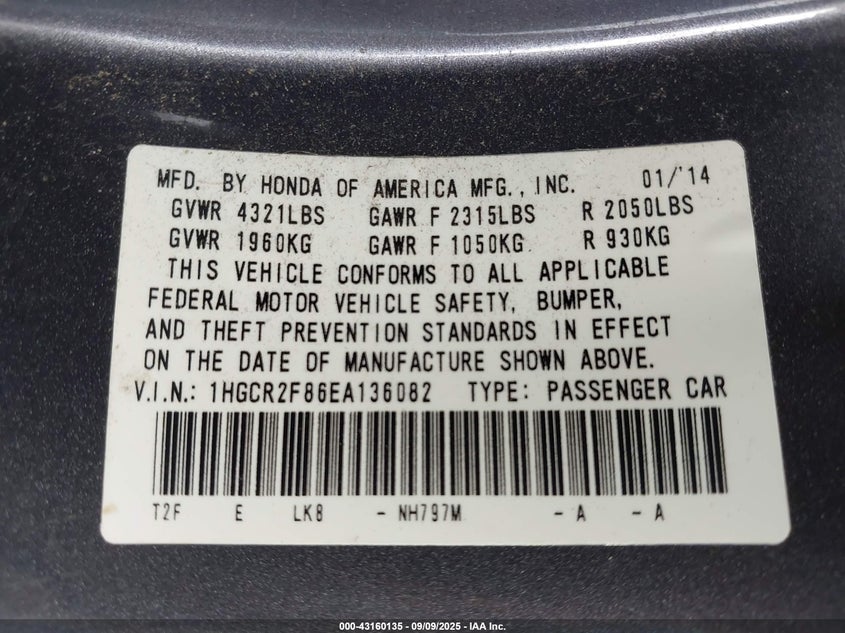 MFD. BY HONDA OF AMERICA MFG., INC. 01/'14
GVWR 4321LBS GAWR F 2315LBS R 2050LBS
GVWR 1960KG GAWR F 1050KG R 930KG
THIS VEHICLE CONFORMS TO ALL APPLICABLE
FEDERAL MOTOR VEHICLE SAFETY, BUMPER,
AND THEFT PREVENTION STANDARDS IN EFFECT
ON THE DATE OF MANUFACTURE SHOWN ABOVE.
V.I.N.: 1HGCR2F86EA136082 TYPE: PASSENGER CAR
T2F E LK8 - NH797M - A - A
000-43160135 - 09/09/2025 - IAA Inc.